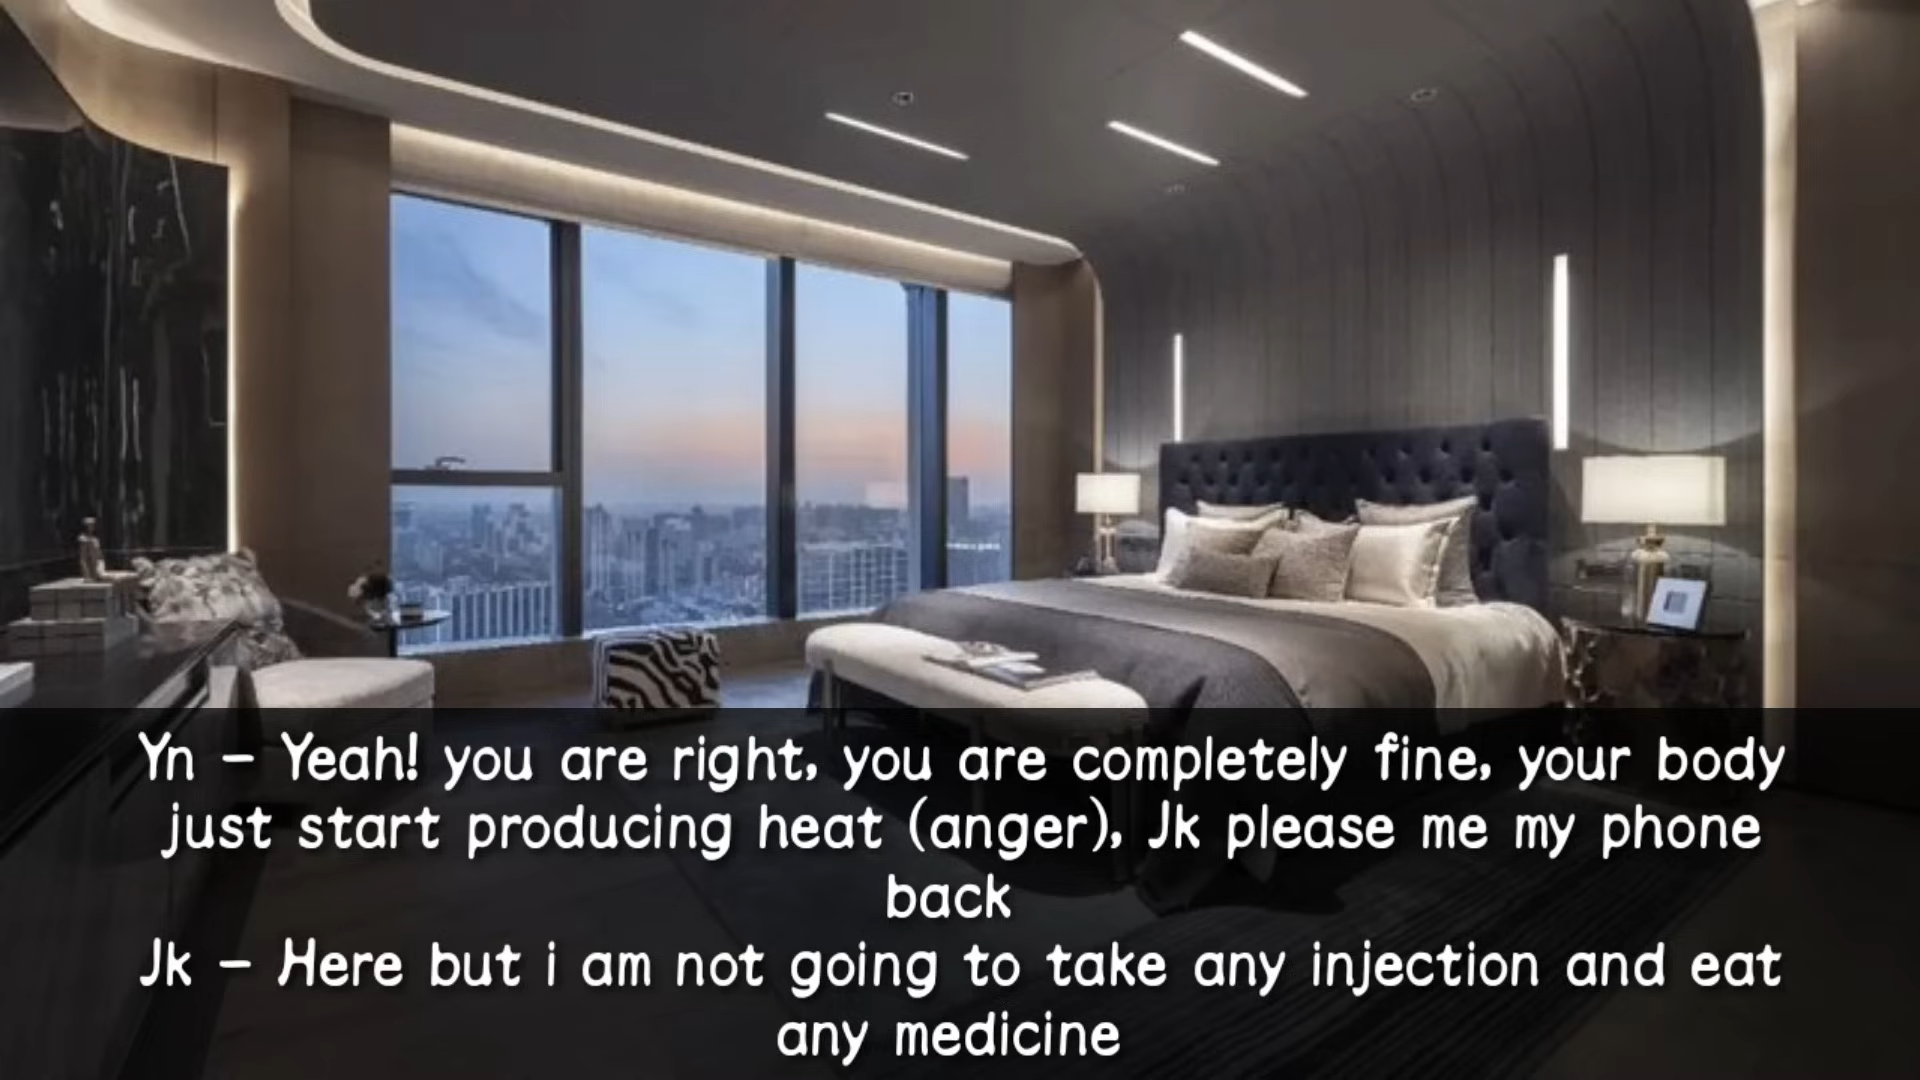 Yn - Yeah! you are right, you are completely fine, your body
just start producing heat (anger), Jk please me my phone
back
Jk - Here but i am not going to take any injection and eat
any medicine